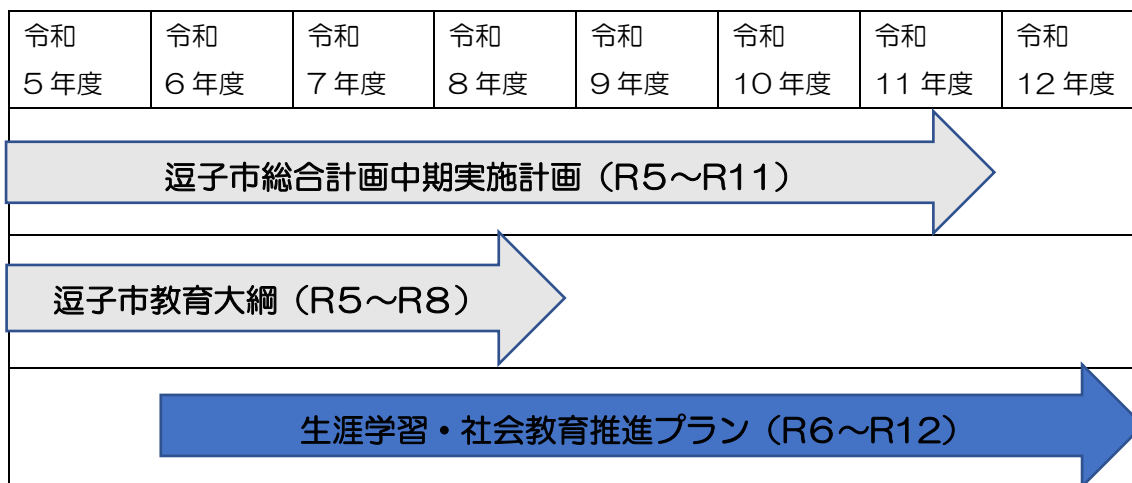 令和
5年度
令和
6年度
令和
7年度
令和
8年度
令和
9年度
令和
10年度
令和
11年度
令和
12年度
逗子市総合計画中期実施計画（R5～R11）
逗子市教育大綱（R5～R8）
生涯学習・社会教育推進プラン（R6～R12）